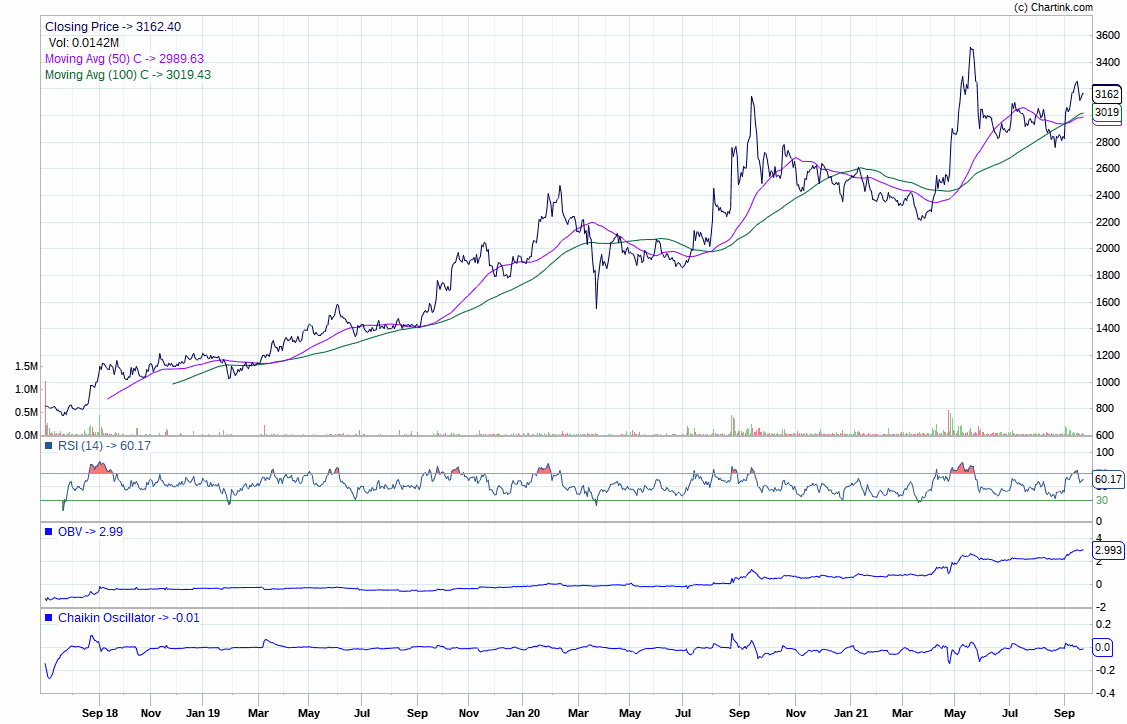 (c) Chartink.com
Closing Price -> 3162.40
Vol: 0.0142M
Moving Avg (50) C -> 2989.63
Moving Avg (100) C -> 3019.43
3600
3400
3162
3019
2800
2600
2400
2200
2000
1800
1600
1400
1200
1000
800
600
1.5M
1.0M
0.5M
0.0M
RSI (14) -> 60.17
100
60.17
30
0
OBV -> 2.99
4
2.993
2
0
-2
Chaikin Oscillator -> -0.01
0.2
0.0
-0.2
-0.4
Sep 18 Nov Jan 19 Mar May Jul Sep Nov Jan 20 Mar May Jul Sep Nov Jan 21 Mar May Jul Sep